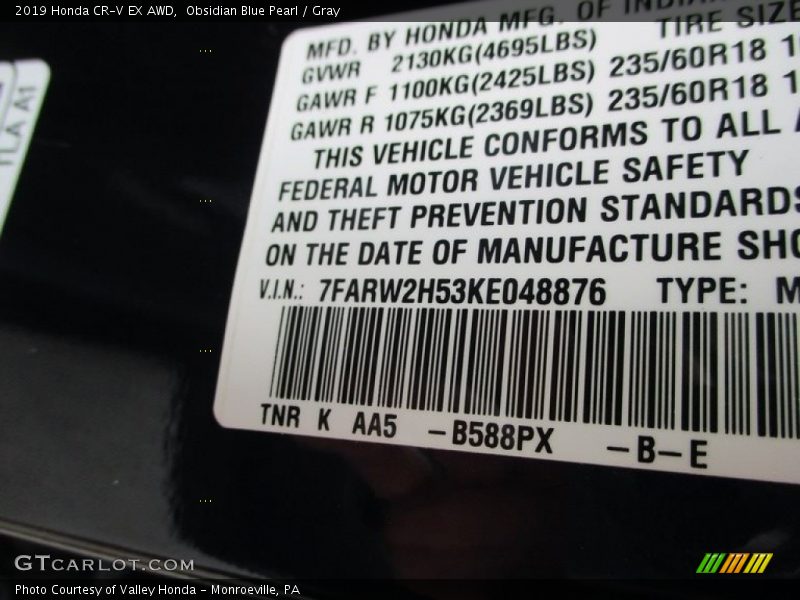 2019 Honda CR-V EX AWD,  Obsidian Blue Pearl / Gray
MFD. BY HONDA MFG. OF
GVWR 2130KG(4695LBS) TIRE SIZE
GAWR F 1100KG(2425LBS) 235/60R18
GAWR R 1075KG(2369LBS) 235/60R18
THIS VEHICLE CONFORMS TO ALL
FEDERAL MOTOR VEHICLE SAFETY
AND THEFT PREVENTION STANDARDS
ON THE DATE OF MANUFACTURE
V.I.N.: 7FARW2H53KE048876 TYPE:
TNR K AA5 -B588PX -B-E
TLA A1
GTCARLOT.COM
Photo Courtesy of Valley Honda - Monroeville, PA